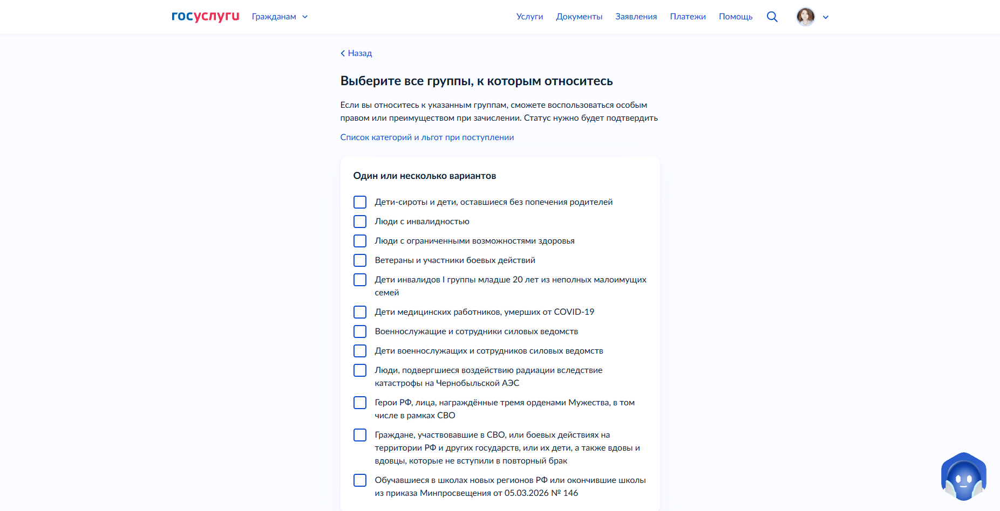 госуслуги Гражданам Услуги Документы Заявления Платежи Помощь
Назад
Выберите все группы, к которым относитесь
Если вы относитесь к указанным группам, сможете воспользоваться особым
правом или преимуществом при зачислении. Статус нужно будет подтвердить
Список категорий и льгот при поступлении
Один или несколько вариантов
Дети-сироты и дети, оставшиеся без попечения родителей
Люди с инвалидностью
Люди с ограниченными возможностями здоровья
Ветераны и участники боевых действий
Дети инвалидов I группы младше 20 лет из неполных малоимущих
семей
Дети медицинских работников, умерших от COVID-19
Военнослужащие и сотрудники силовых ведомств
Дети военнослужащих и сотрудников силовых ведомств
Люди, подвергшиеся воздействию радиации вследствие
катастрофы на Чернобыльской АЭС
Герои РФ, лица, награждённые тремя орденами Мужества, в том
числе в рамках СВО
Граждане, участвовавшие в СВО, или боевых действиях на
территории РФ и других государств, или их дети, а также вдовы и
вдовцы, которые не вступили в повторный брак
Обучавшиеся в школах новых регионов РФ или окончившие школы
из приказа Минпросвещения от 05.03.2026 № 146